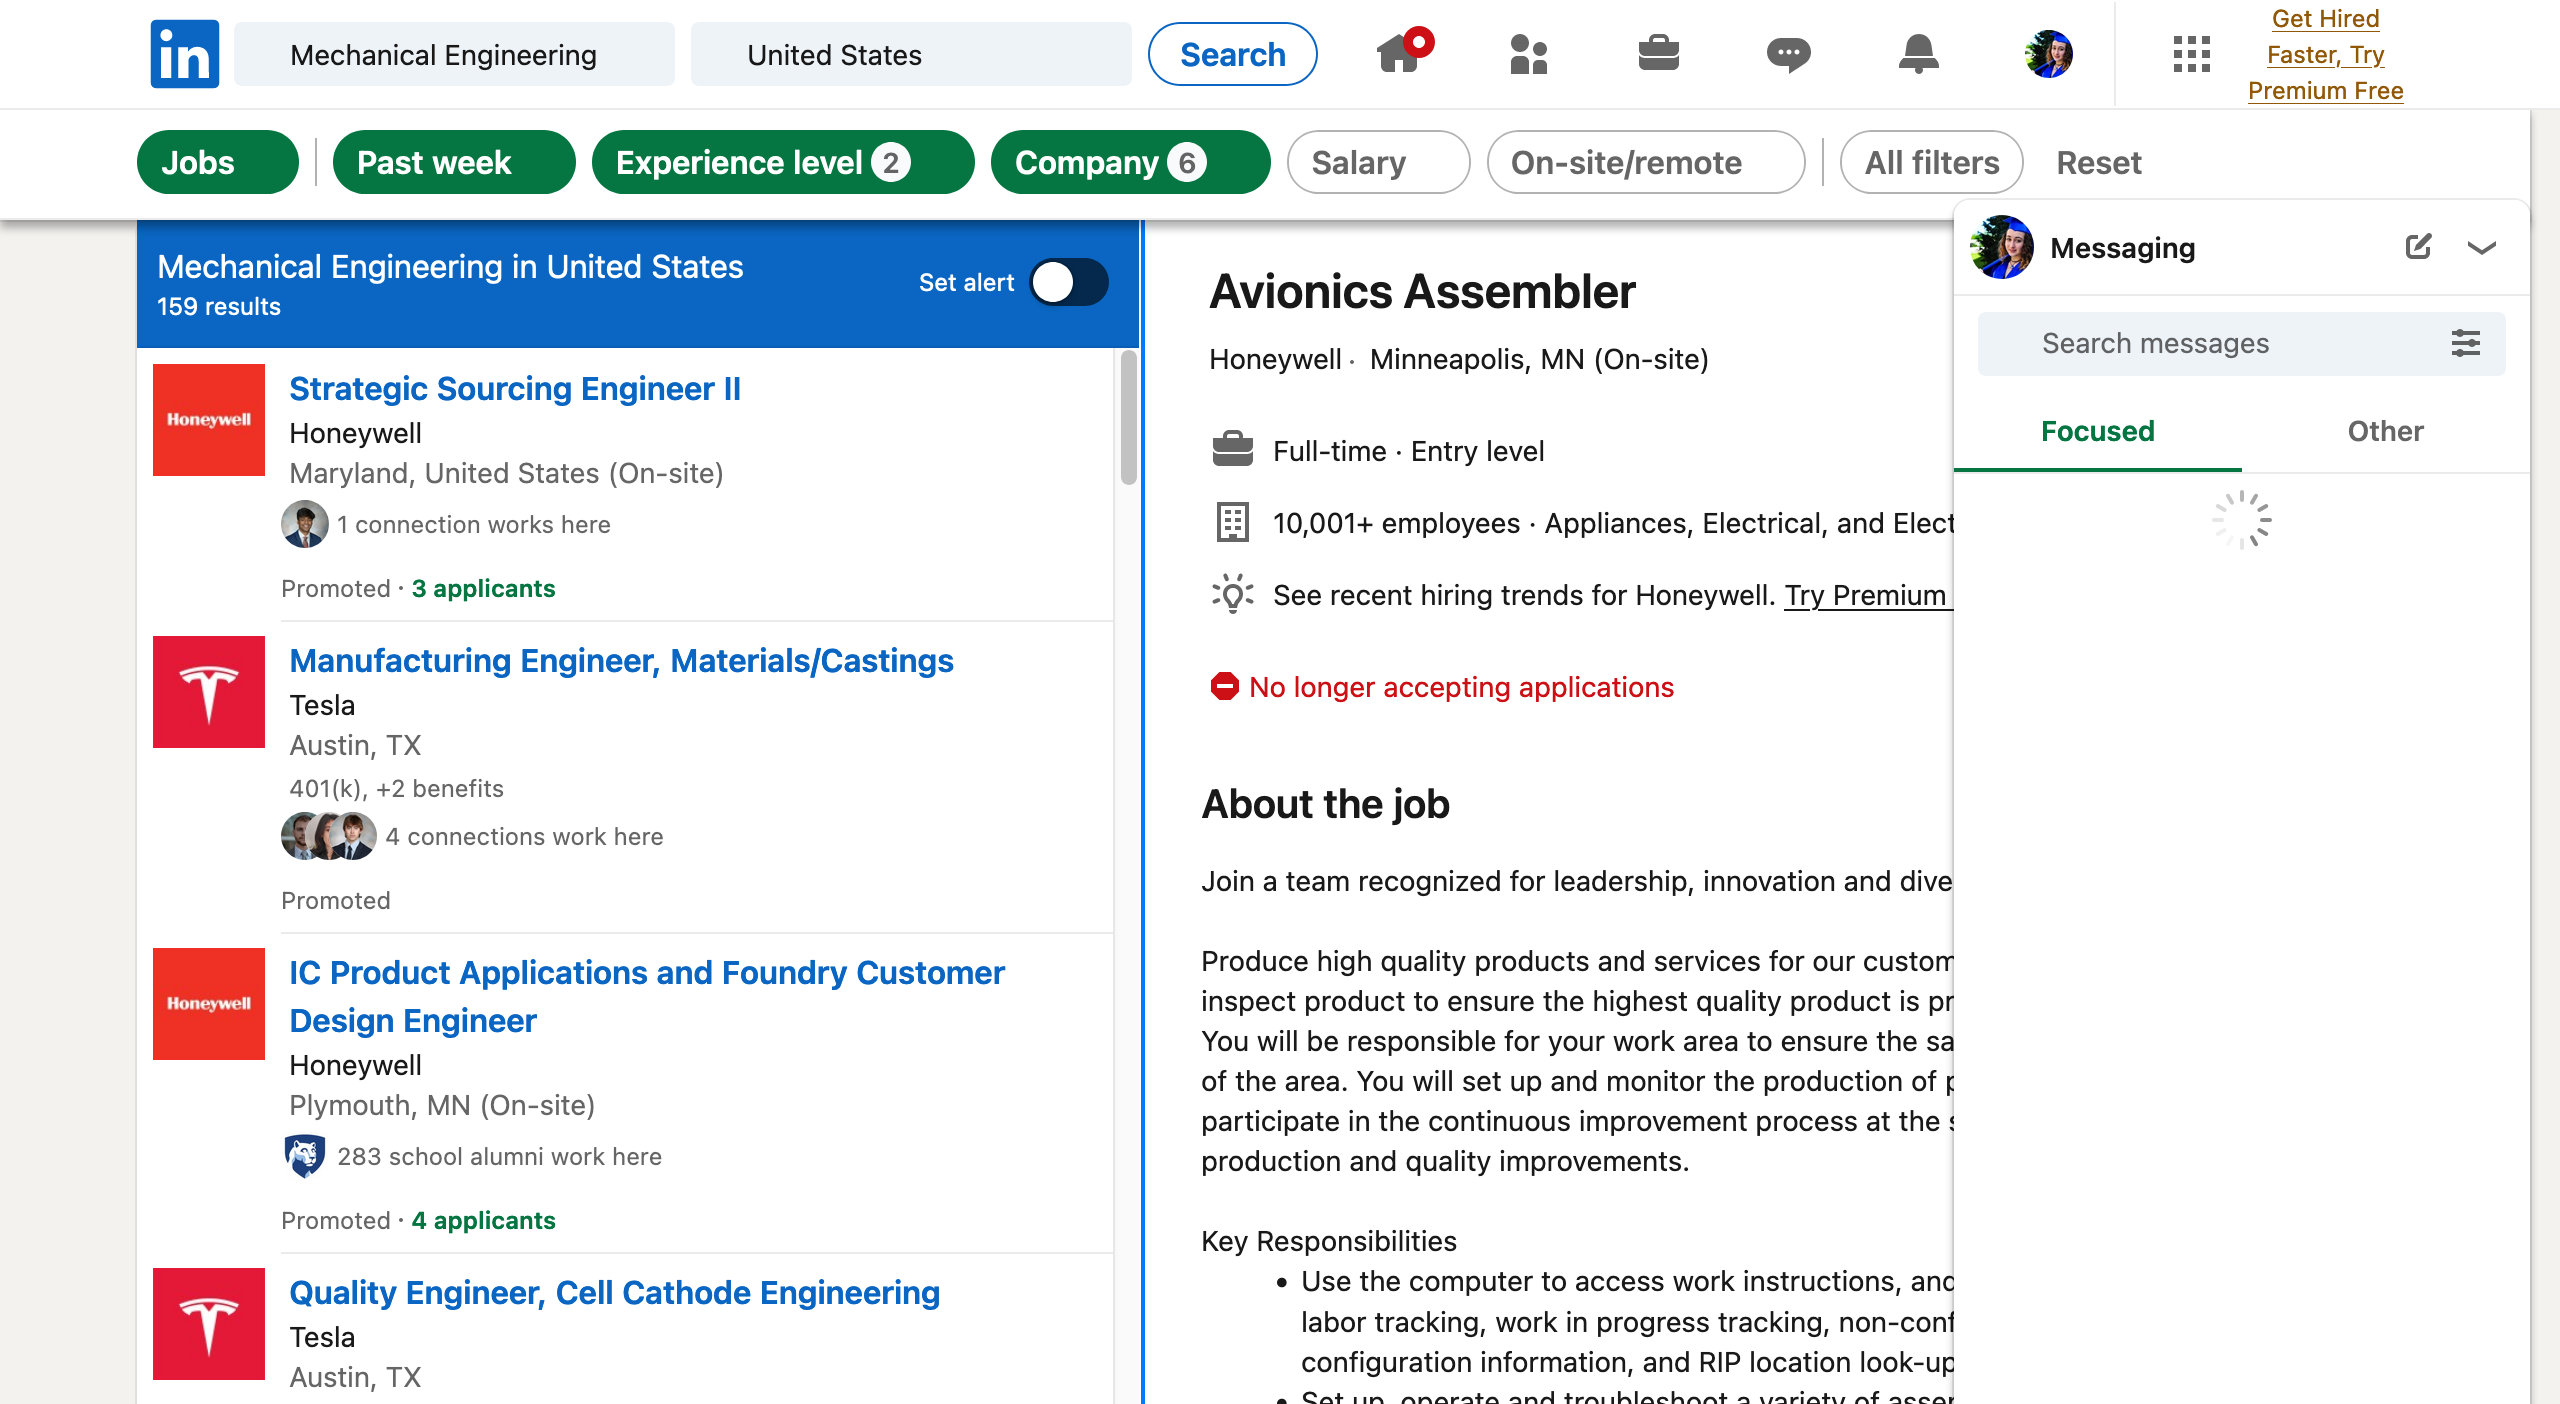 in
Mechanical Engineering
United States
Search
Get Hired
Faster, Try
Premium Free
Jobs
Past week
Experience level 2
Company 6
Salary
On-site/remote
All filters
Reset
Mechanical Engineering in United States
159 results
Set alert
Honeywell
Strategic Sourcing Engineer II
Honeywell
Maryland, United States (On-site)
1 connection works here
Promoted · 3 applicants
Manufacturing Engineer, Materials/Castings
Tesla
Austin, TX
401(k), +2 benefits
4 connections work here
Promoted
Honeywell
IC Product Applications and Foundry Customer
Design Engineer
Honeywell
Plymouth, MN (On-site)
283 school alumni work here
Promoted · 4 applicants
Quality Engineer, Cell Cathode Engineering
Tesla
Austin, TX
Avionics Assembler
Honeywell · Minneapolis, MN (On-site)
Full-time · Entry level
10,001+ employees · Appliances, Electrical, and Elect
See recent hiring trends for Honeywell. Try Premium
No longer accepting applications
About the job
Join a team recognized for leadership, innovation and dive
Produce high quality products and services for our custom
inspect product to ensure the highest quality product is pr
You will be responsible for your work area to ensure the sa
of the area. You will set up and monitor the production of p
participate in the continuous improvement process at the s
production and quality improvements.
Key Responsibilities
• Use the computer to access work instructions, and
labor tracking, work in progress tracking, non-conf
configuration information, and RIP location look-up
• Set up, operate and troubleshoot a variety of asser
Messaging
Search messages
Focused
Other